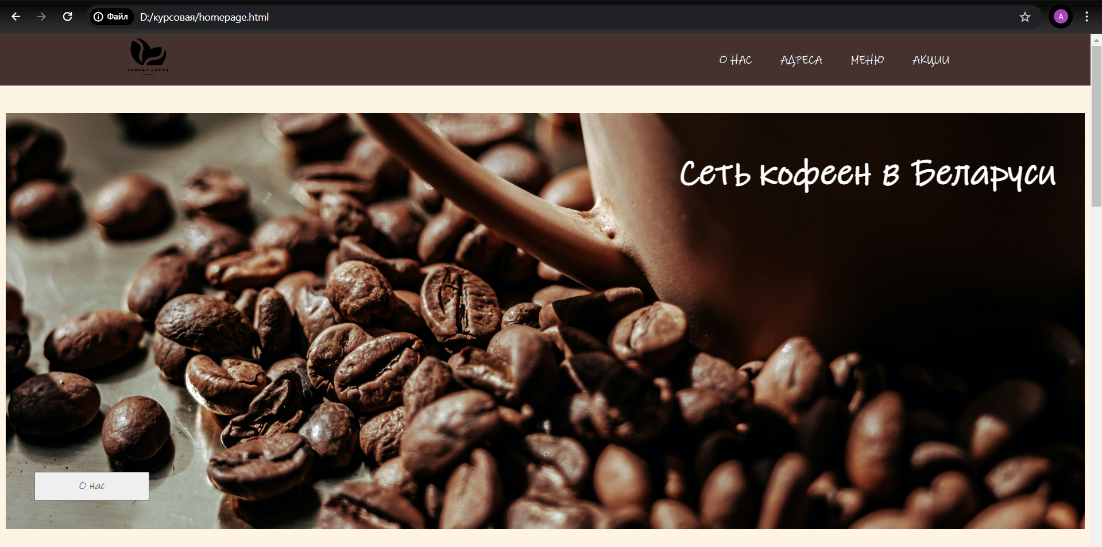 Файл D:/курсовая/homepage.html
А
О НАС АДРЕСА МЕНЮ АКЦИИ
Сеть кофеен в Беларуси
О нас